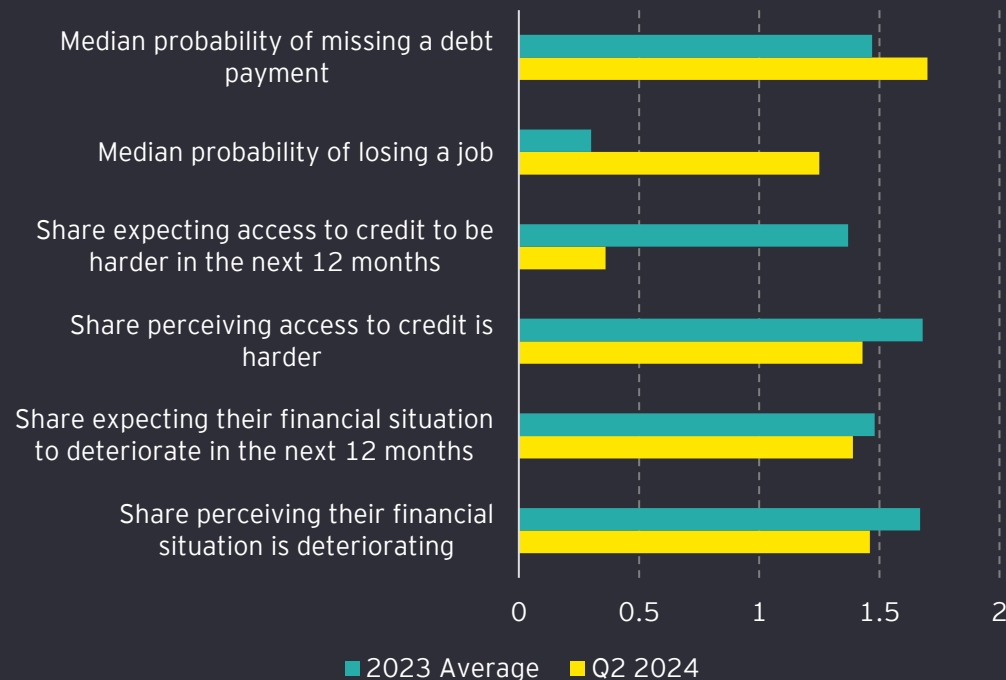 Median probability of missing a debt
payment
Median probability of losing a job
Share expecting access to credit to be
harder in the next 12 months
Share perceiving access to credit is
harder
Share expecting their financial situation
to deteriorate in the next 12 months
Share perceiving their financial
situation is deteriorating
0 0.5 1 1.5 2
2023 Average Q2 2024